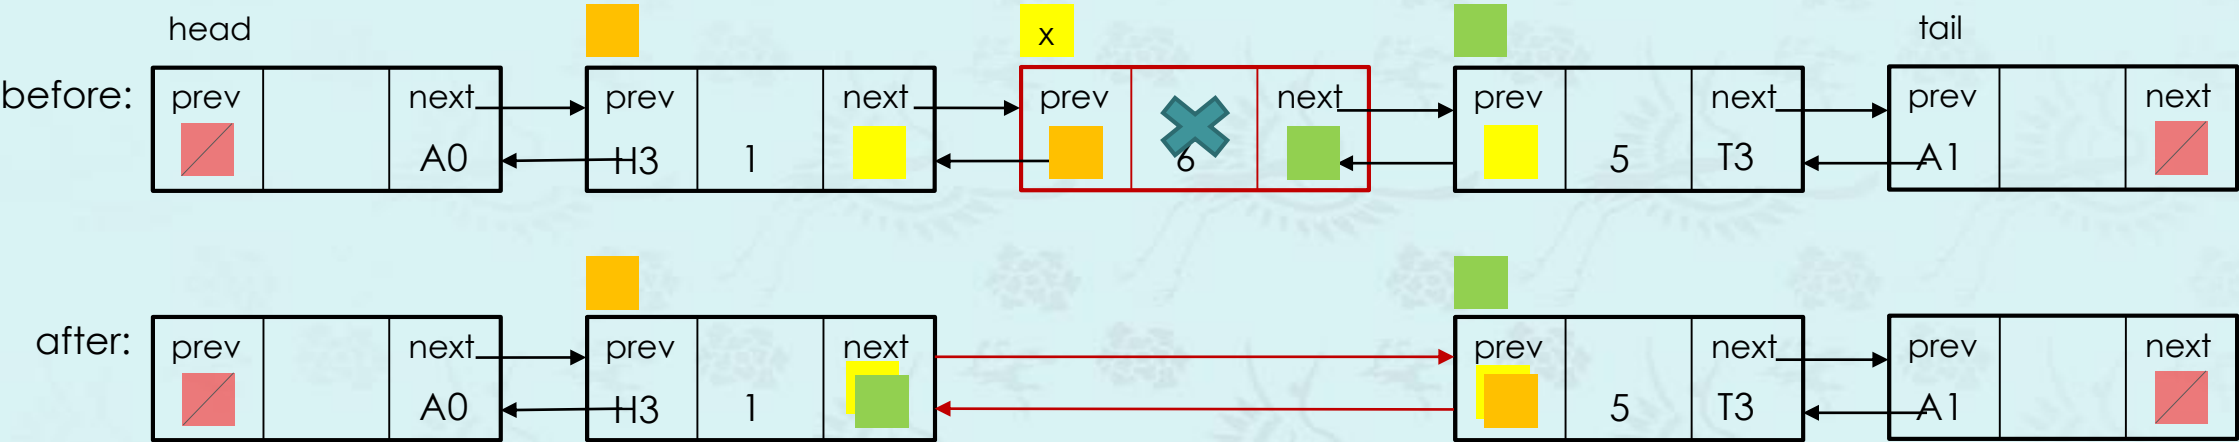 head x tail
before: prev next prev next prev next prev next prev next
A0 H3 1 6 5 T3 A1
after: prev next prev next prev next prev next
A0 H3 1 5 T3 A1